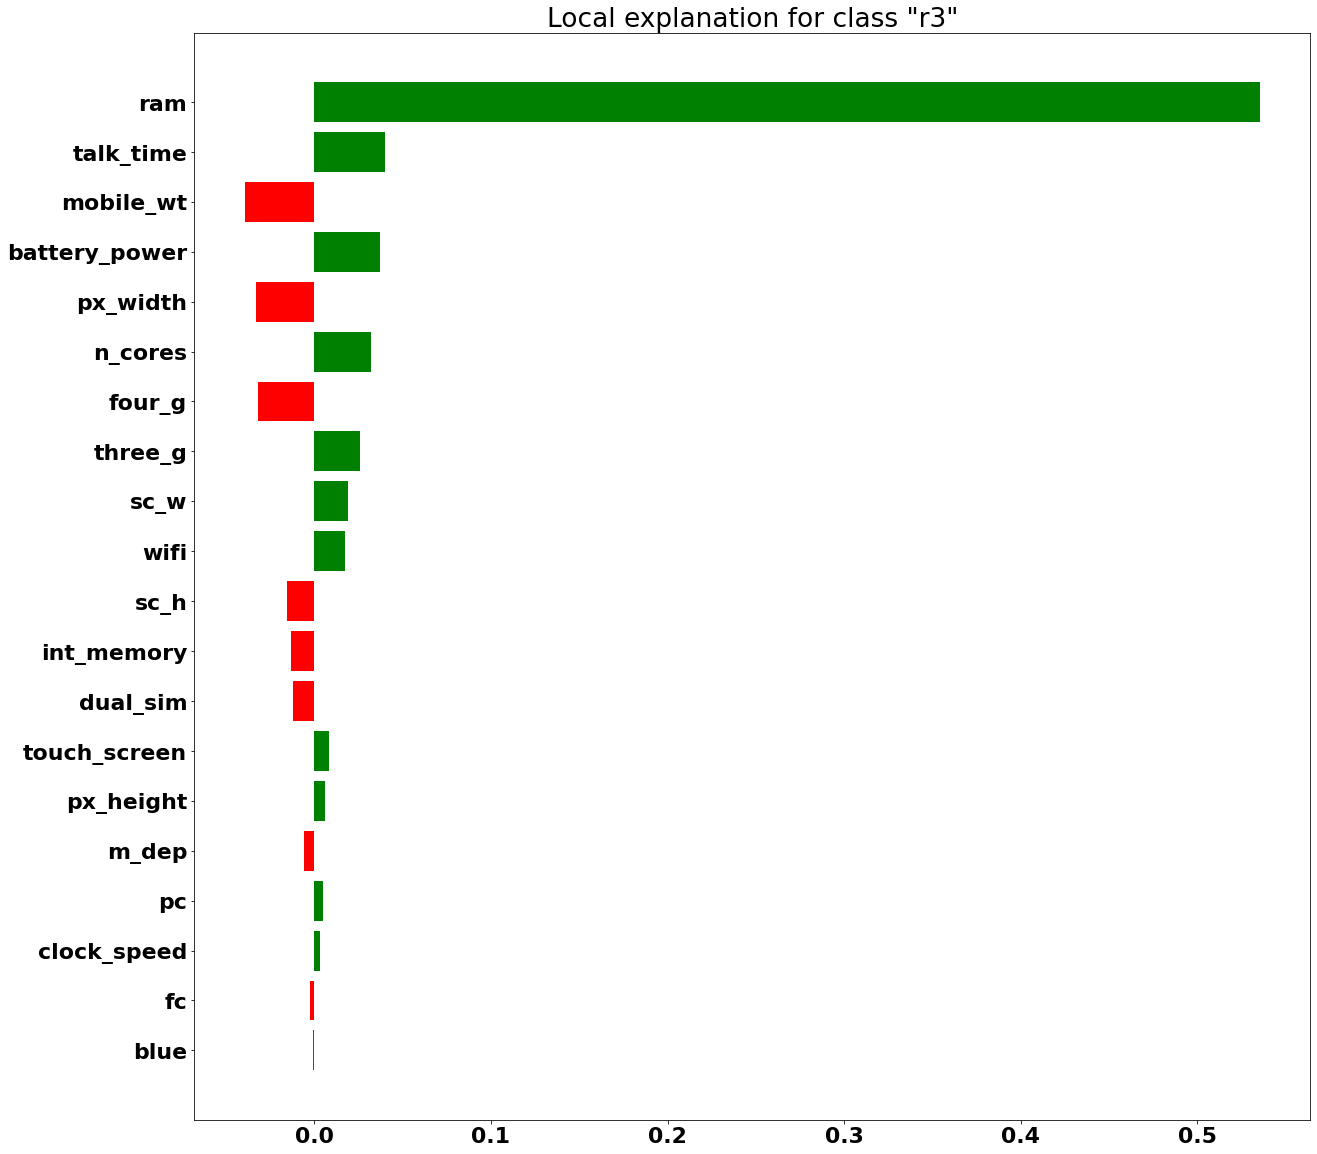 Local explanation for class "r3"
ram
talk_time
mobile_wt
battery_power
px_width
n_cores
four_g
three_g
sc_w
wifi
sc_h
int_memory
dual_sim
touch_screen
px_height
m_dep
pc
clock_speed
fc
blue
0.0 0.1 0.2 0.3 0.4 0.5